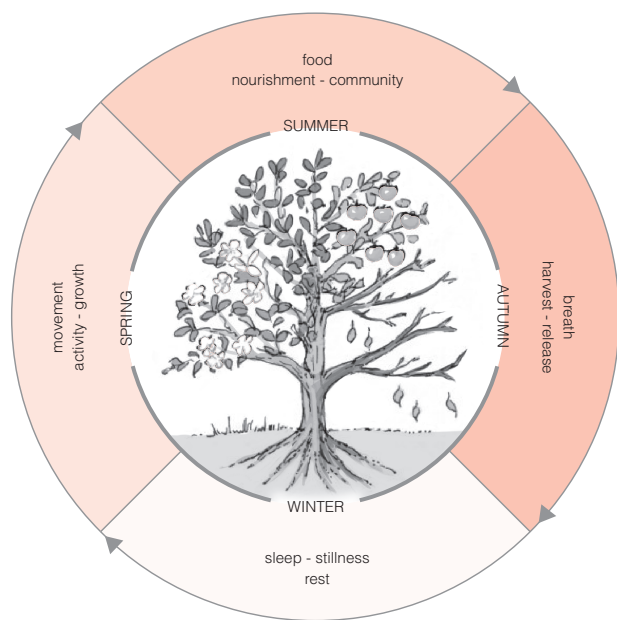 food
nourishment - community
SUMMER
movement
activity - growth
SPRING
AUTUMN
breath
harvest - release
WINTER
sleep - stillness
rest